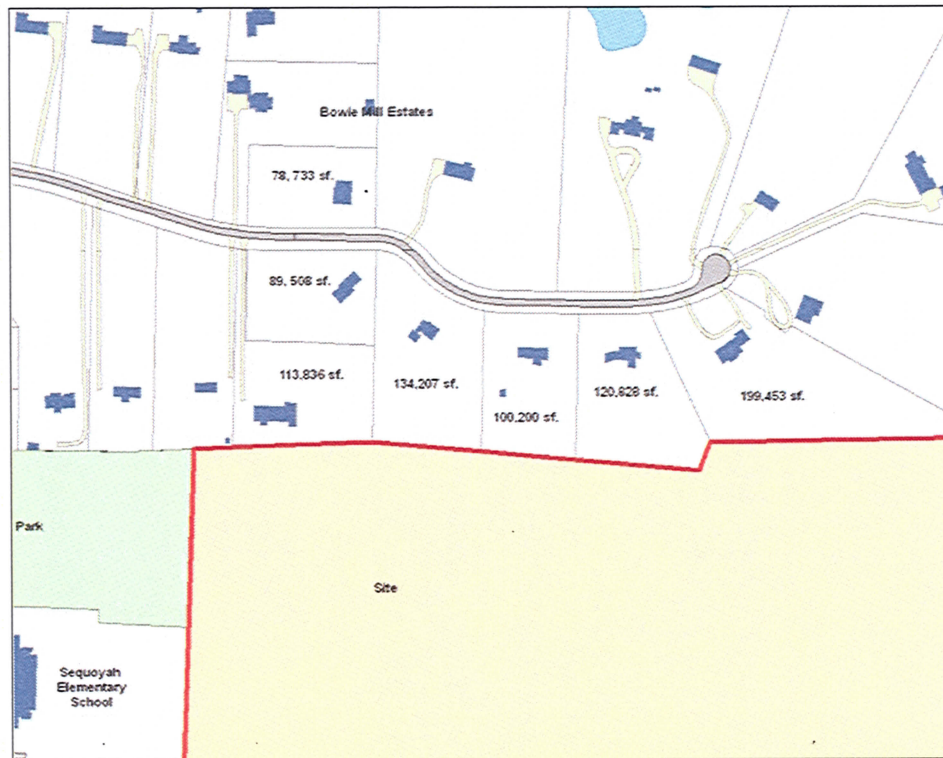 Bowie Mill Estates
78,733 sf.
89,508 sf.
113,836 sf.
134,207 sf.
100,200 sf.
120,828 sf.
199,453 sf.
Park
Site
Sequoyah
Elementary
School